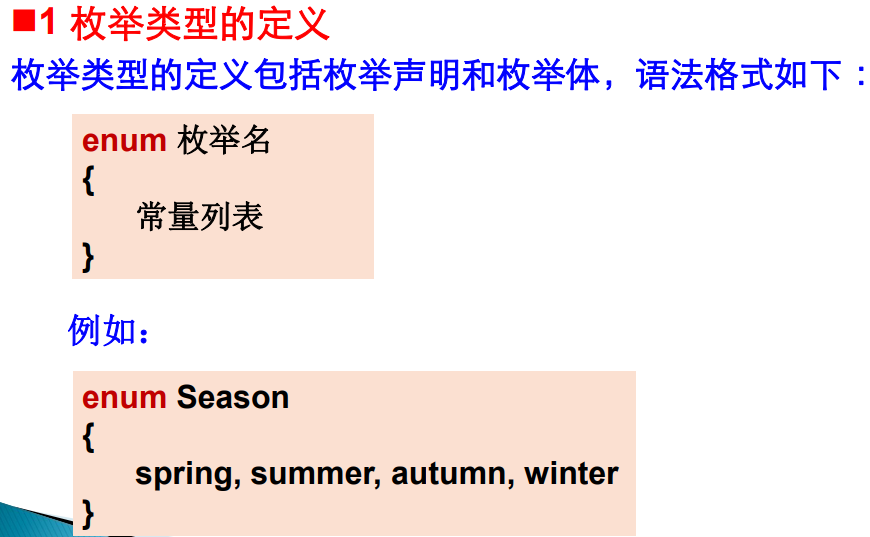 ■1 枚举类型的定义
枚举类型的定义包括枚举声明和枚举体，语法格式如下：
enum 枚举名
{
常量列表
}
例如：
enum Season
{
spring, summer, autumn, winter
}